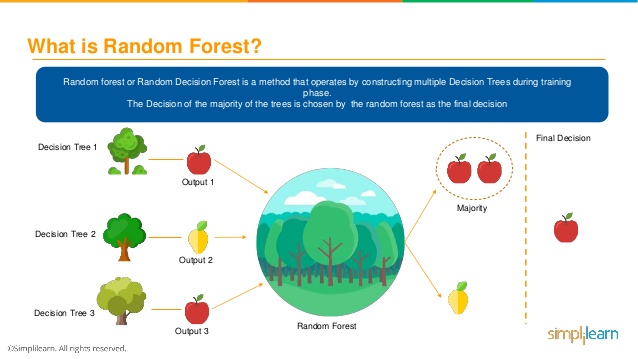 What is Random Forest?
Random forest or Random Decision Forest is a method that operates by constructing multiple Decision Trees during training
phase.
The Decision of the majority of the trees is chosen by the random forest as the final decision
Decision Tree 1
Output 1
Decision Tree 2
Output 2
Decision Tree 3
Output 3
Random Forest
Majority
Final Decision
©Simplilearn. All rights reserved.
simplilearn